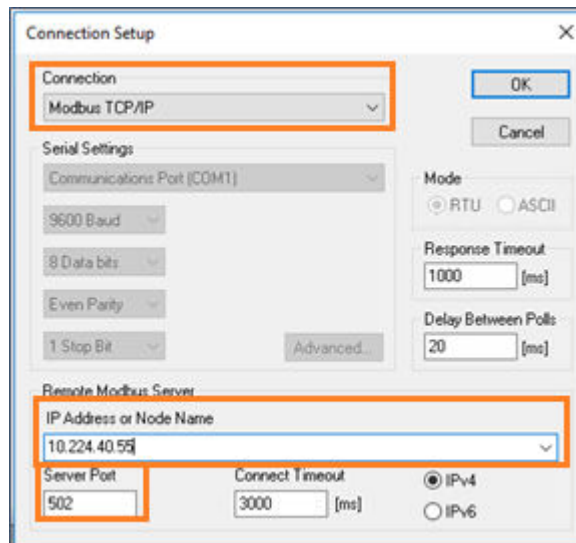 Connection Setup
Connection
Modbus TCP/IP
OK
Cancel
Serial Settings
Communications Port (COM1)
9600 Baud
8 Data bits
Even Parity
1 Stop Bit
Advanced...
Mode
RTU ASCII
Response Timeout
1000 [ms]
Delay Between Polls
20 [ms]
Remote Modbus Server
IP Address or Node Name
10.224.40.55
Server Port
502
Connect Timeout
3000 [ms]
IPv4
IPv6